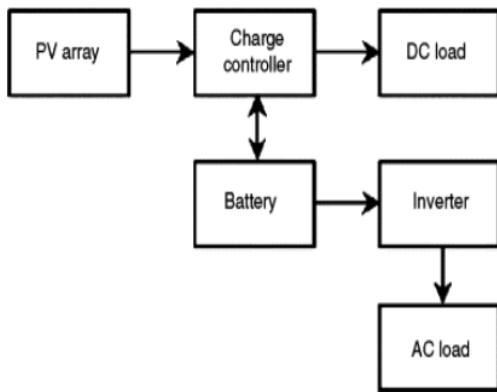 PV array
Charge
controller
DC load
Battery
Inverter
AC load